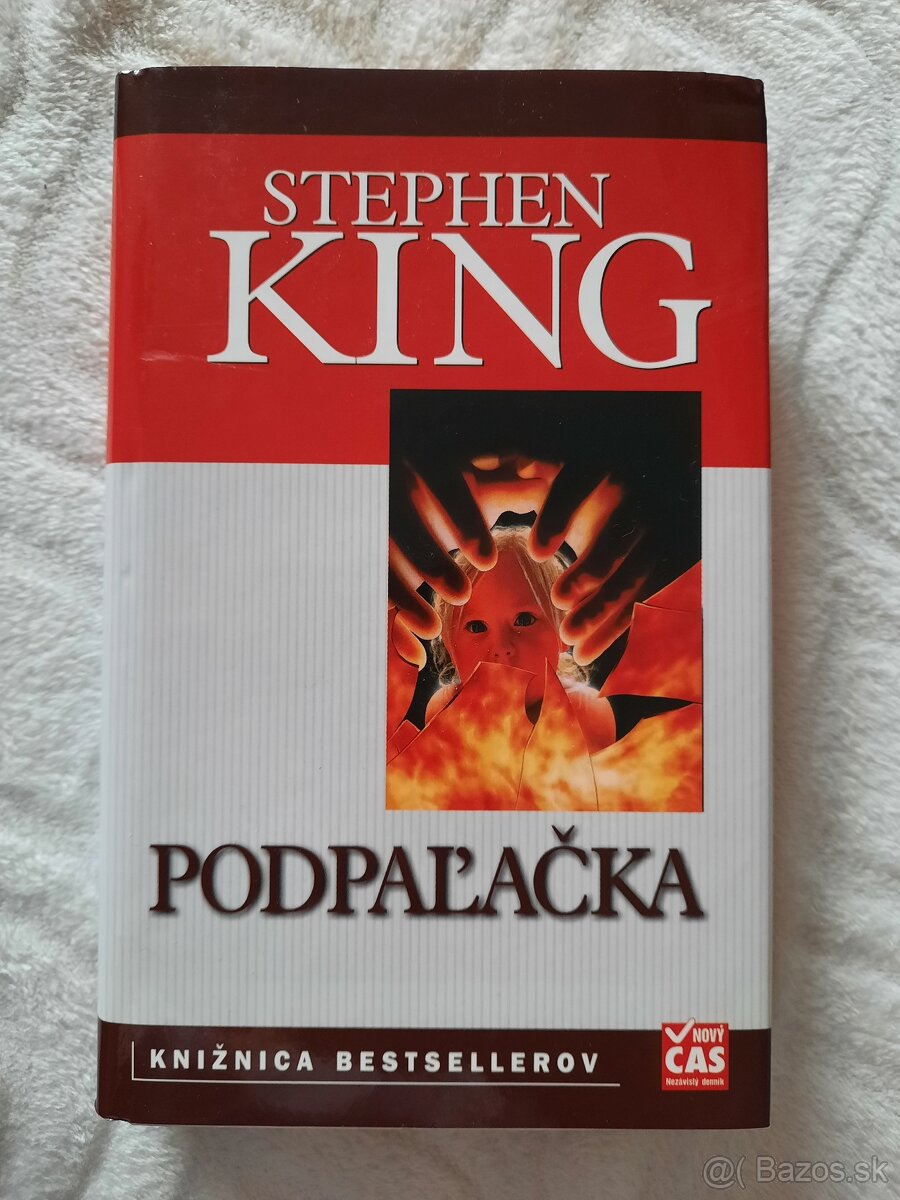 STEPHEN
KING
PODPAĽAČKA
KNIŽNICA BESTSELLEROV
NOVÝ
ČAS
Nezávislý denník
@( Bazos.sk